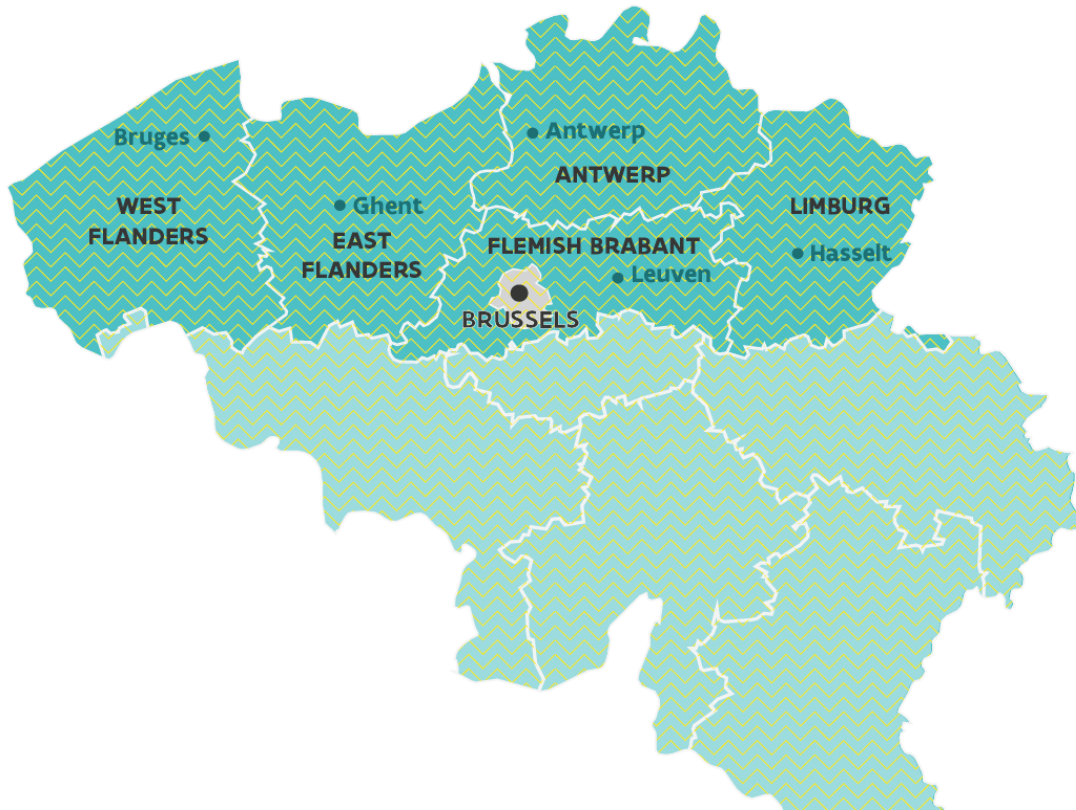 Bruges
WEST
FLANDERS
Ghent
EAST
FLANDERS
Antwerp
ANTWERP
FLEMISH BRABANT
Leuven
BRUSSELS
LIMBURG
Hasselt